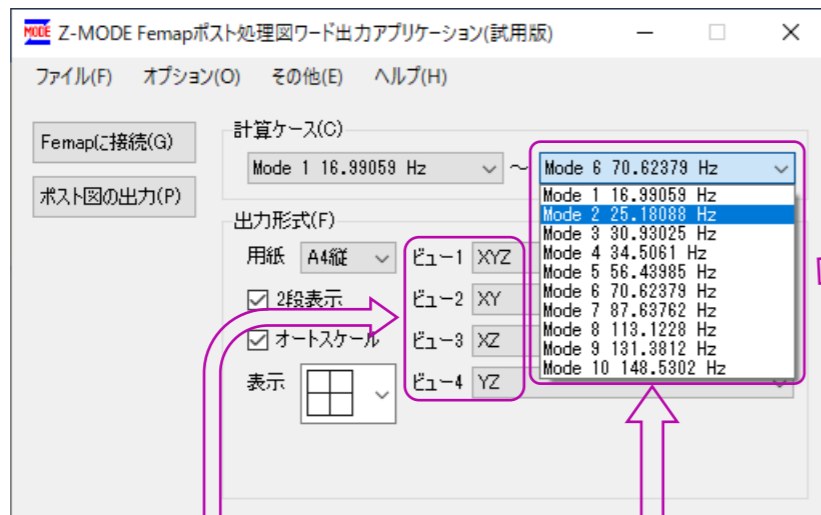 MODE Z-MODE Femapポスト処理図ワード出力アプリケーション(試用版)
ファイル(F) オプション(O) その他(E) ヘルプ(H)
Femapに接続(G)
ポスト図の出力(P)
計算ケース(C)
Mode 1 16.99059 Hz ～ Mode 6 70.62379 Hz
Mode 1 16.99059 Hz
Mode 2 25.18088 Hz
Mode 3 30.93025 Hz
Mode 4 34.5061 Hz
Mode 5 56.43985 Hz
Mode 6 70.62379 Hz
Mode 7 87.63762 Hz
Mode 8 113.1228 Hz
Mode 9 131.3812 Hz
Mode 10 148.5302 Hz
出力形式(F)
用紙 A4縦 ビュー1 XYZ
2段表示 ビュー2 XY
オートスケール ビュー3 XZ
表示 ビュー4 YZ